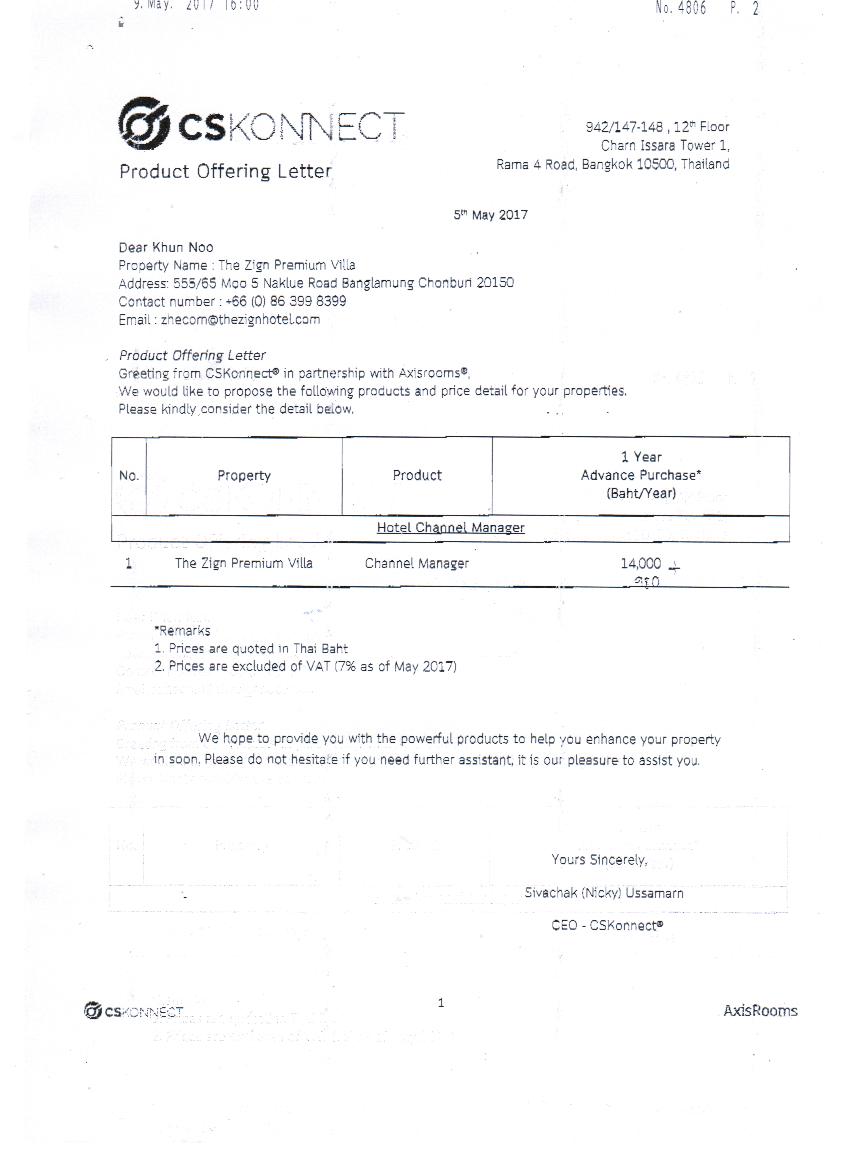 9. May. 2017 16:00 No. 4806 P. 2
CSKONNECT
Product Offering Letter
942/147-148 , 12th Floor
Charn Issara Tower 1,
Rama 4 Road, Bangkok 10500, Thailand
5th May 2017
Dear Khun Noo
Property Name : The Zign Premium Villa
Address: 555/65 Moo 5 Naklue Road Banglamung Chonburi 20150
Contact number : +66 (0) 86 399 8399
Email : zhecom@thezignhotel.com
Product Offering Letter
Greeting from CSKonnect® in partnership with Axisrooms®,
We would like to propose the following products and price detail for your properties.
Please kindly consider the detail below.
No. Property Product 1 Year
Advance Purchase*
(Baht/Year)
Hotel Channel Manager
1 The Zign Premium Villa Channel Manager 14,000
*Remarks
1. Prices are quoted in Thai Baht
2. Prices are excluded of VAT (7% as of May 2017)
We hope to provide you with the powerful products to help you enhance your property
in soon. Please do not hesitate if you need further assistant, it is our pleasure to assist you.
Yours Sincerely,
Sivachak (Nicky) Ussamarn
CEO - CSKonnect®
1
CSKONNECT
AxisRooms